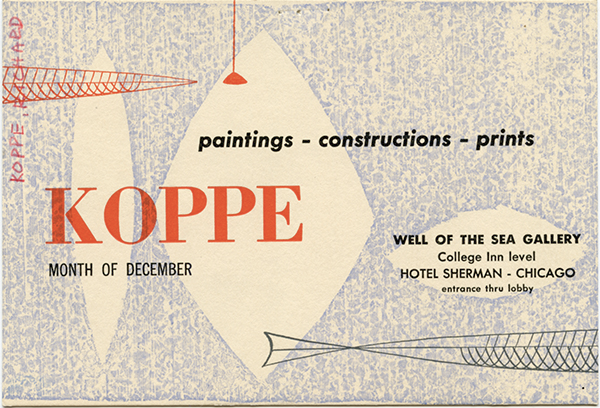 KOPPE, RICHARD
paintings - constructions - prints
KOPPE
MONTH OF DECEMBER
WELL OF THE SEA GALLERY
College Inn level
HOTEL SHERMAN - CHICAGO
entrance thru lobby